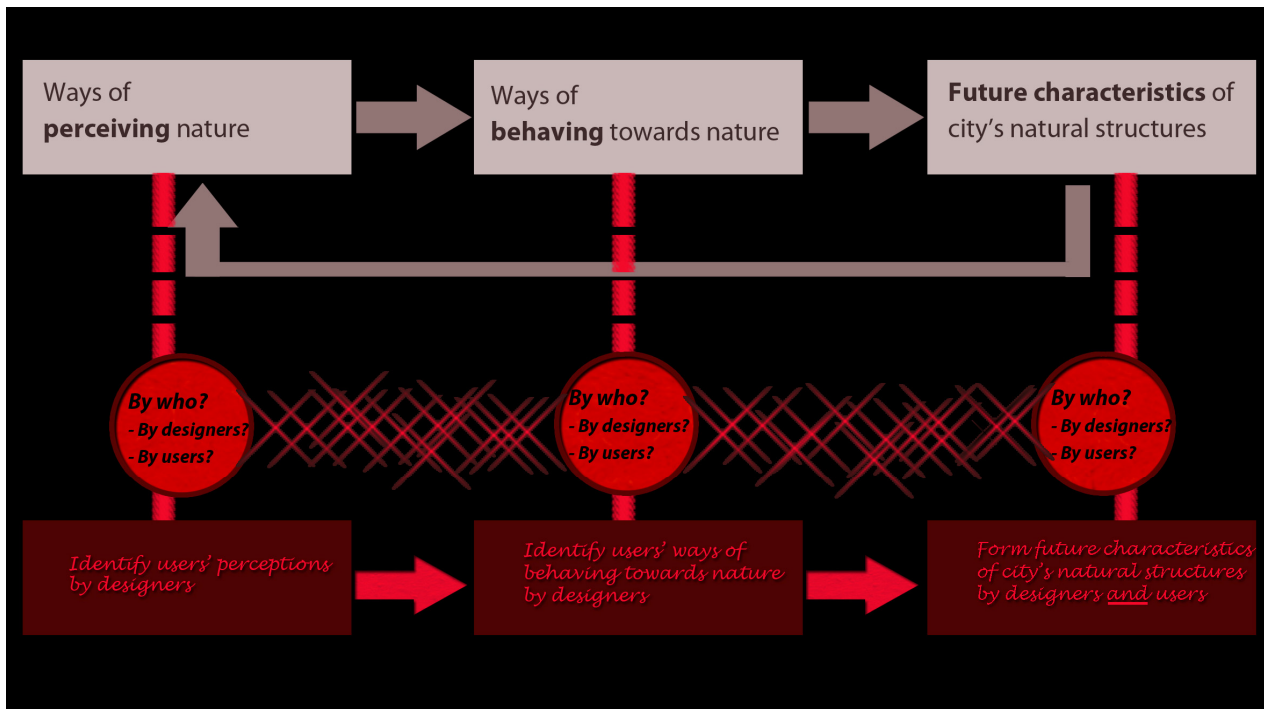 Ways of
perceiving nature
Ways of
behaving towards nature
Future characteristics of
city's natural structures
By who?
- By designers?
- By users?
By who?
- By designers?
- By users?
By who?
- By designers?
- By users?
Identify users' perceptions
by designers
Identify users' ways of
behaving towards nature
by designers
Form future characteristics
of city's natural structures
by designers and users